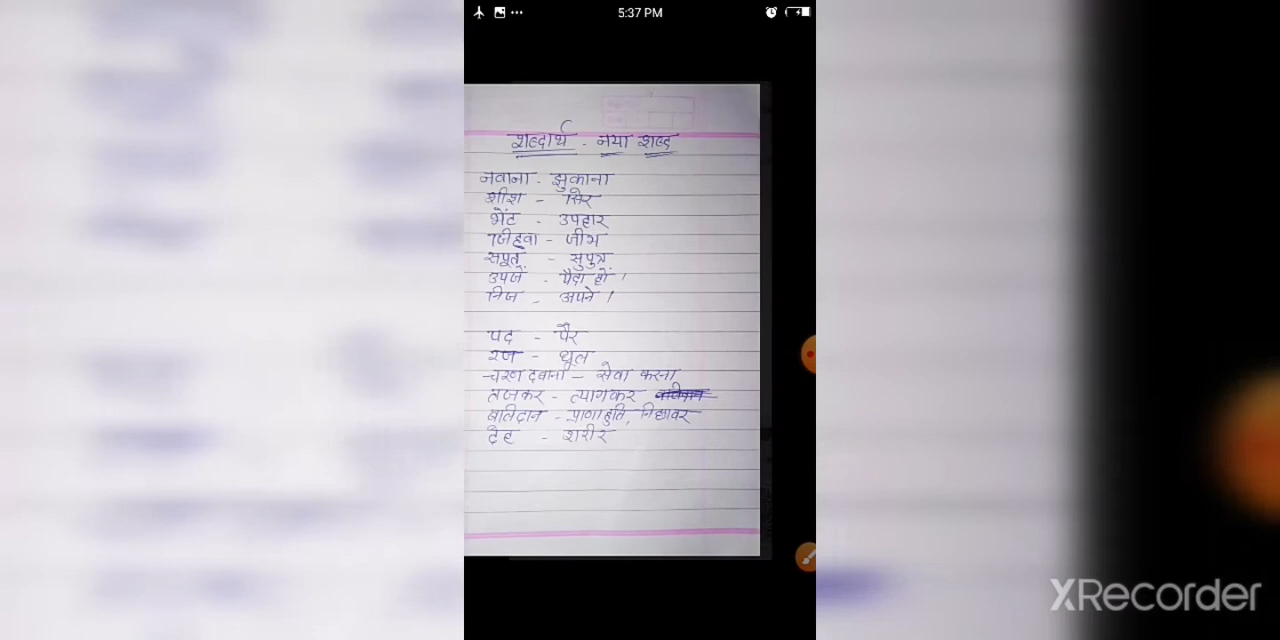 5:37 PM
शब्दार्थ - नया शब्द
नवाना - झुकाना
शीश - सिर
भेंट - उपहार
जिह्वा - जीभ
सपूत - सुपुत्र
उपजें - पैदा हों।
निज - अपने।
पद - पैर
रज - धूल
चरण दबाना - सेवा करना
तजकर - त्यागकर
बलिदान - प्राणाहुति, निछावर
देह - शरीर
XRecorder